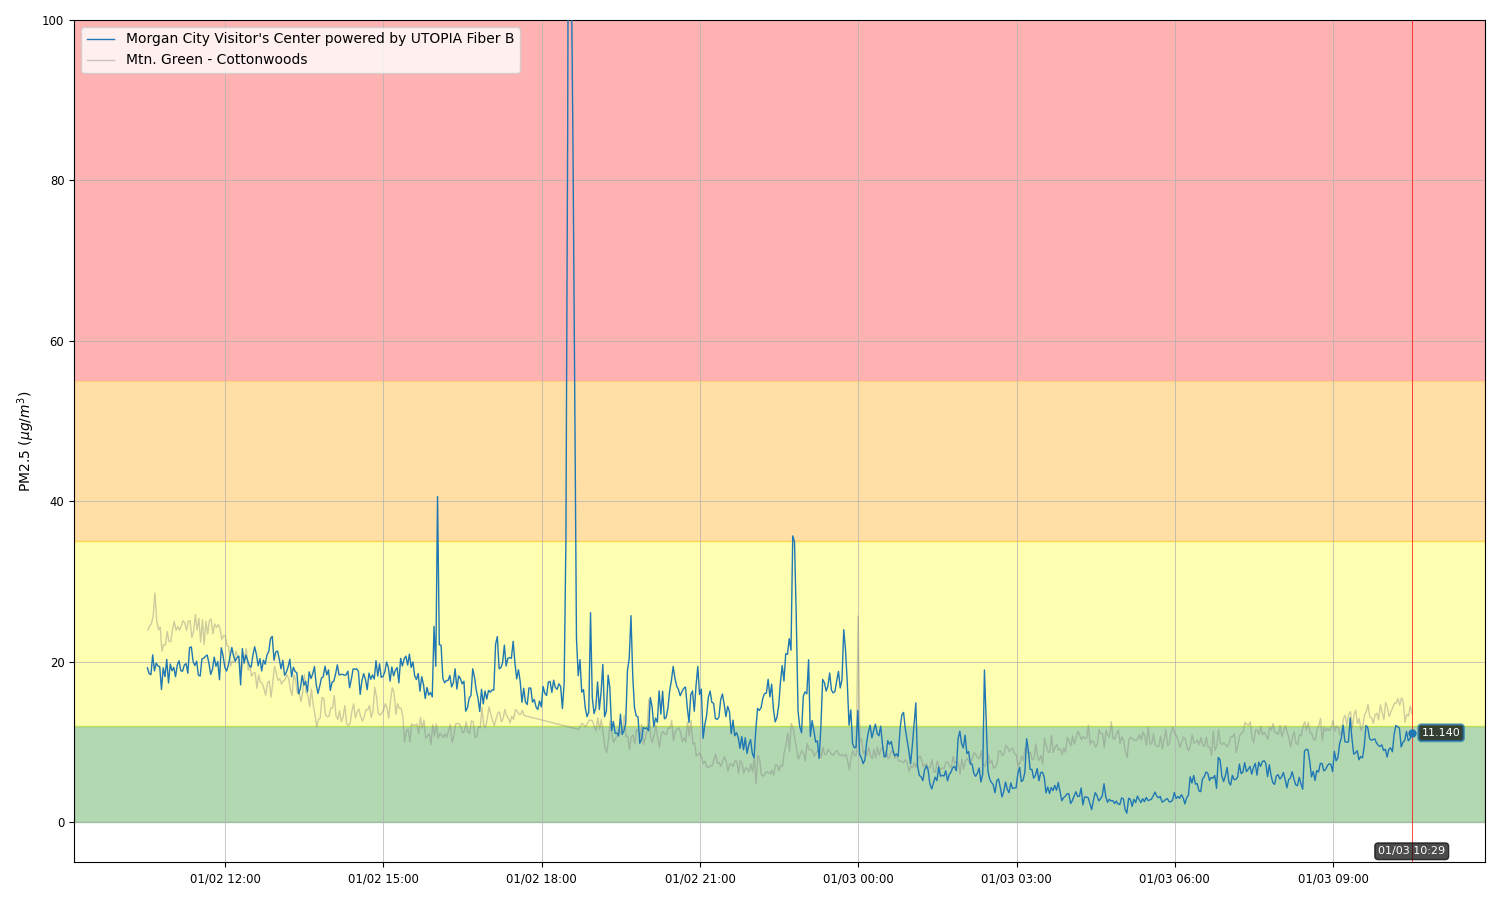 100
Morgan City Visitor's Center powered by UTOPIA Fiber B
Mtn. Green - Cottonwoods
80
60
PM2.5 (μg/m³)
40
20
11.140
0
01/03 10:29
01/02 12:00 01/02 15:00 01/02 18:00 01/02 21:00 01/03 00:00 01/03 03:00 01/03 06:00 01/03 09:00